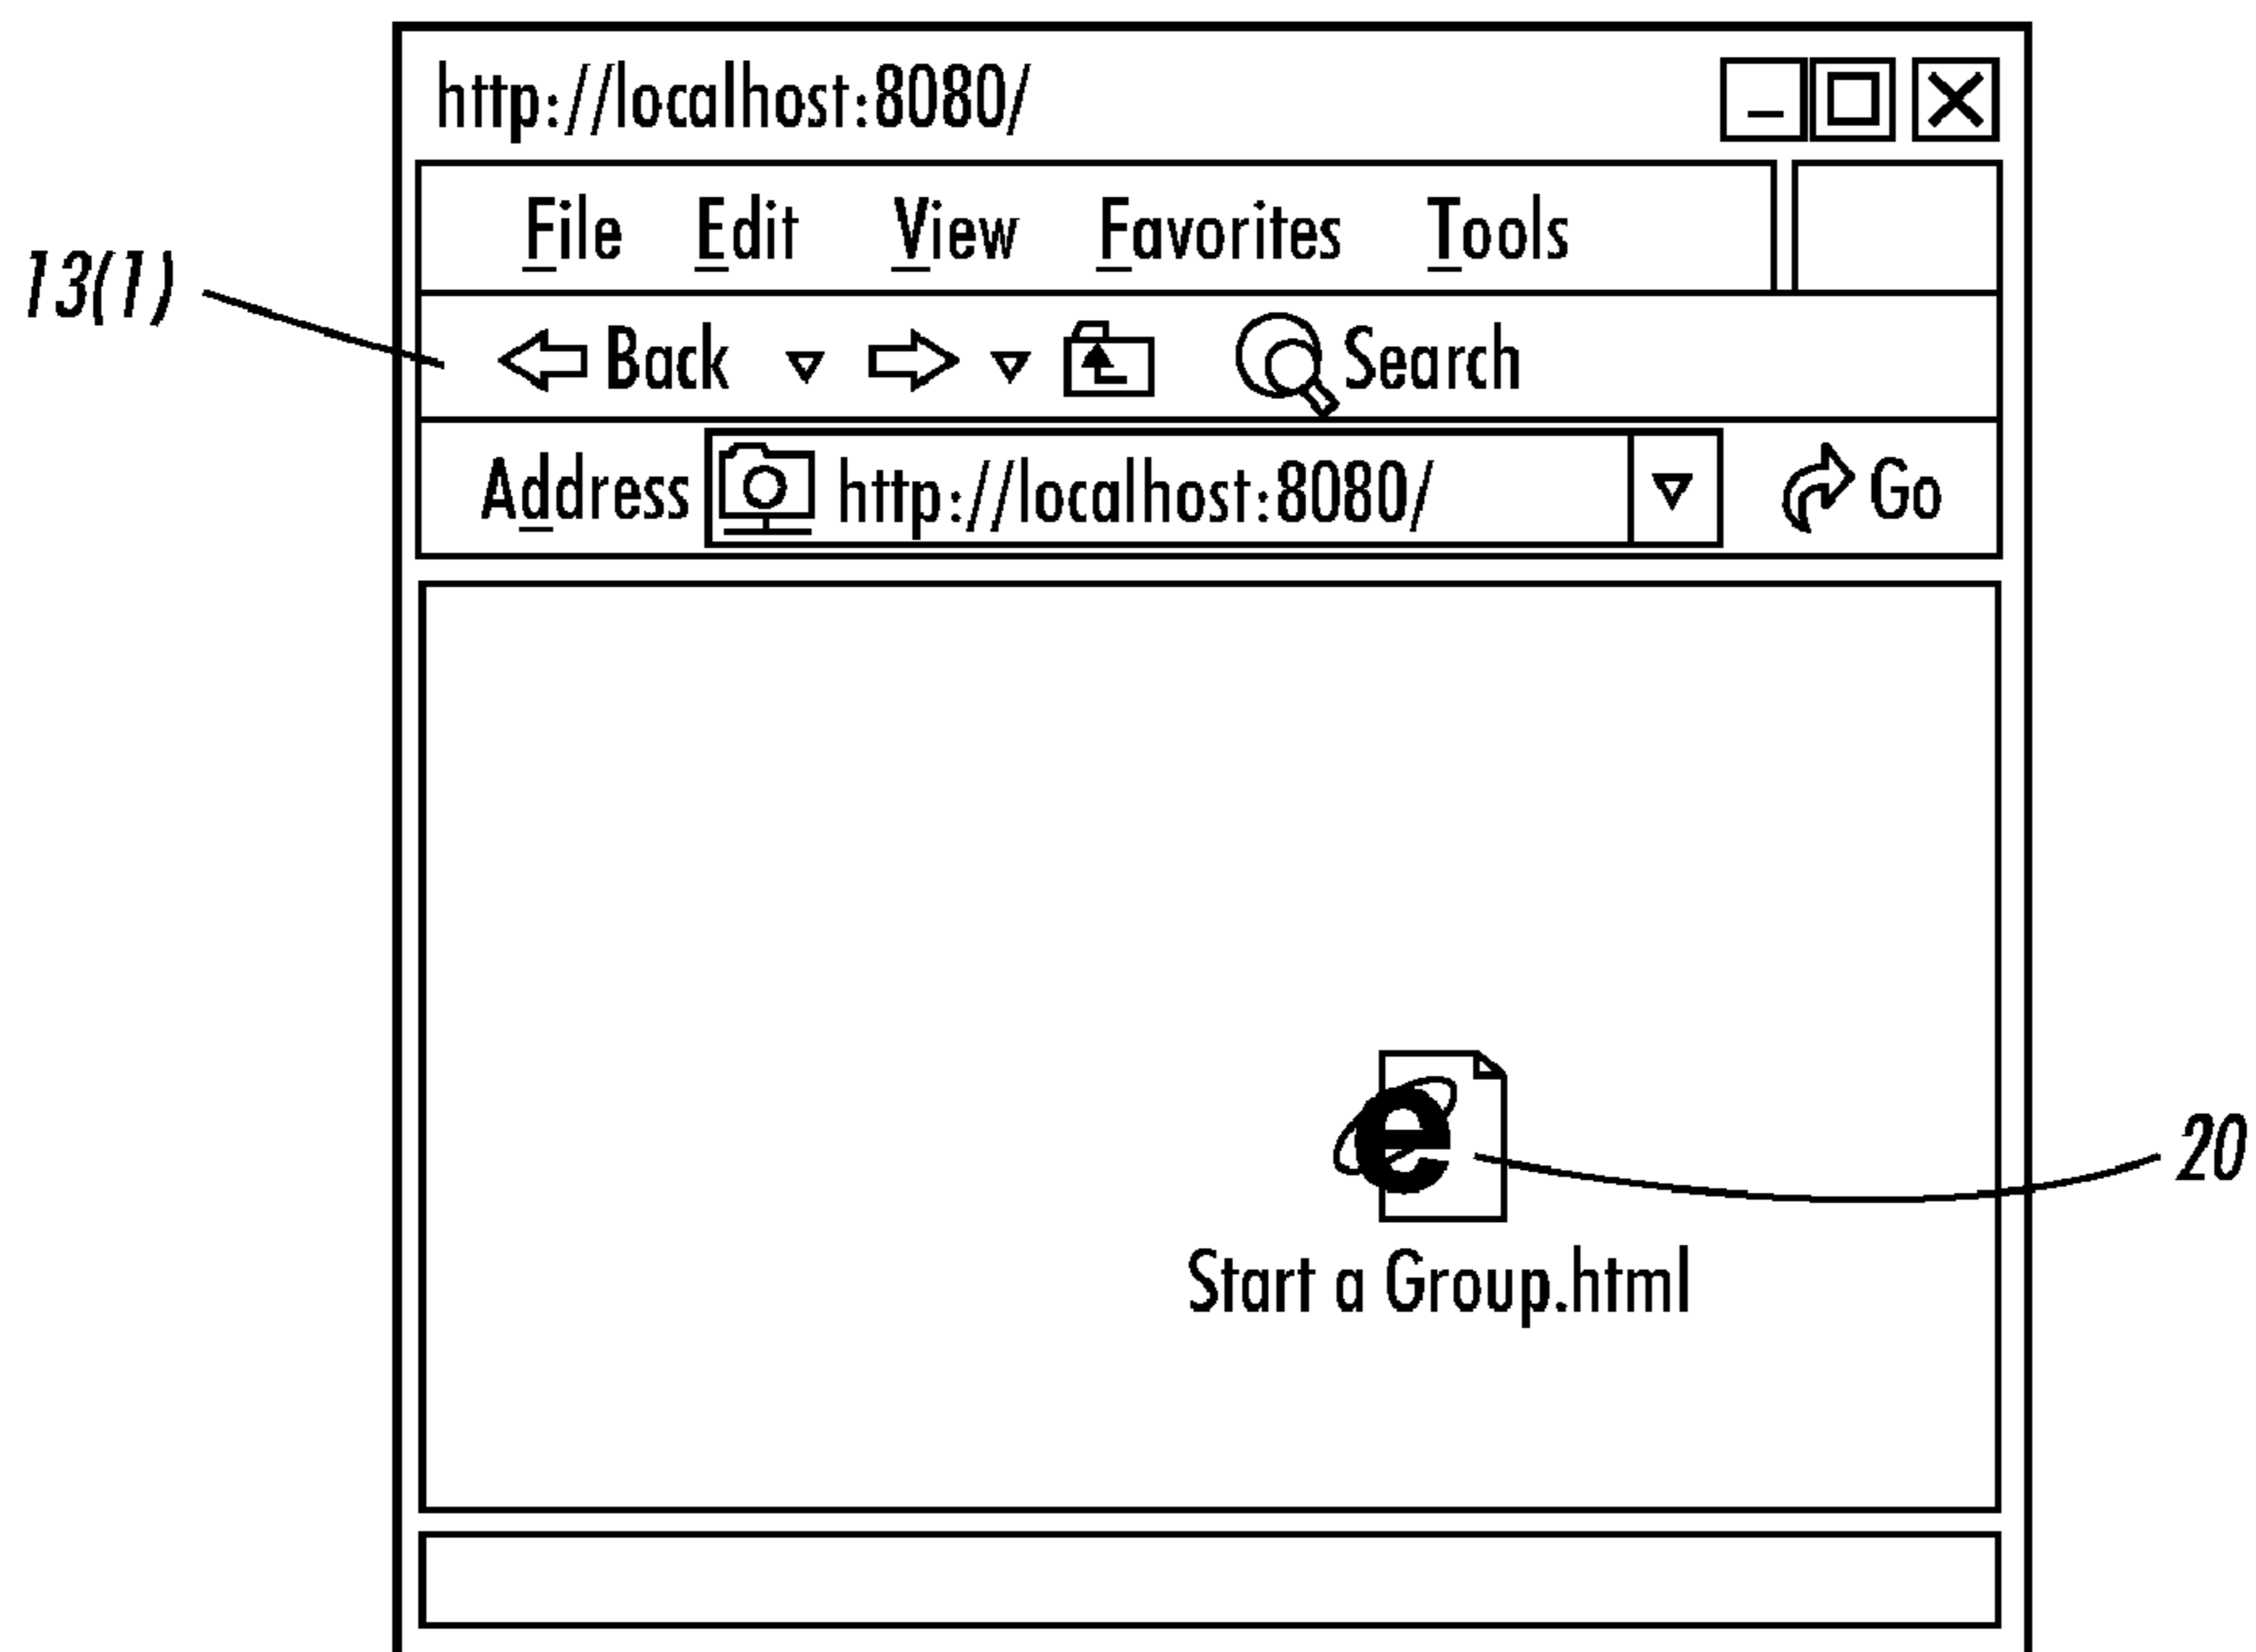 http://localhost:8080/
File Edit View Favorites Tools
13(1)
Back Search
Address http://localhost:8080/ Go
e
20
Start a Group.html